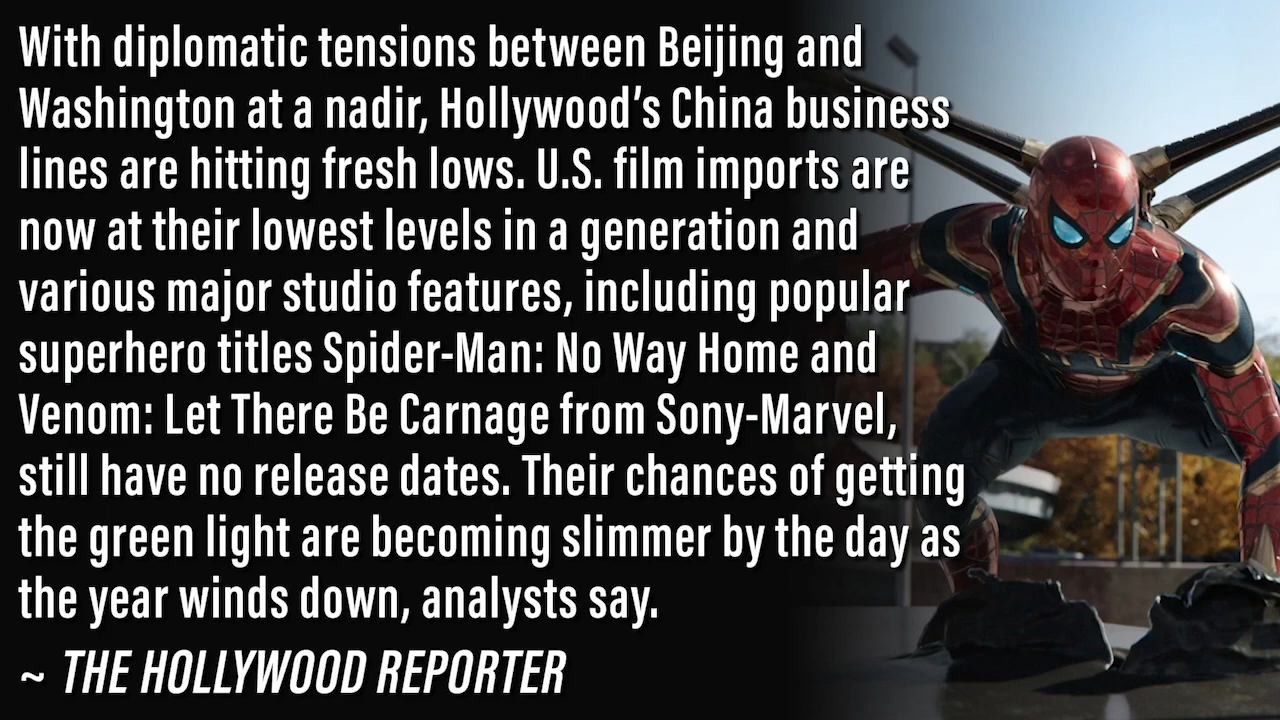 With diplomatic tensions between Beijing and
Washington at a nadir, Hollywood's China business
lines are hitting fresh lows. U.S. film imports are
now at their lowest levels in a generation and
various major studio features, including popular
superhero titles Spider-Man: No Way Home and
Venom: Let There Be Carnage from Sony-Marvel,
still have no release dates. Their chances of getting
the green light are becoming slimmer by the day as
the year winds down, analysts say.
~ THE HOLLYWOOD REPORTER